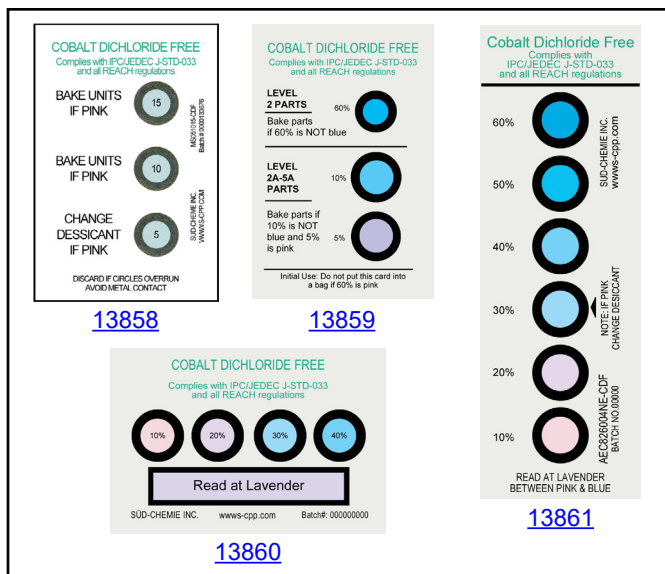 COBALT DICHLORIDE FREE
Complies with IPC/JEDEC J-STD-033
and all REACH regulations
BAKE UNITS
IF PINK
15
BAKE UNITS
IF PINK
10
CHANGE
DESSICANT
IF PINK
5
MS051015-CDF
Batch # 0000133576
SUD-CHEMIE INC.
WWW.S-CPP.COM
DISCARD IF CIRCLES OVERRUN
AVOID METAL CONTACT
13858
COBALT DICHLORIDE FREE
Complies with IPC/JEDEC J-STD-033
and all REACH regulations
LEVEL
2 PARTS
60%
Bake parts
if 60% is NOT blue
LEVEL
2A-5A
PARTS
10%
Bake parts if
10% is NOT
blue and 5%
is pink
5%
Initial Use: Do not put this card into
a bag if 60% is pink
13859
Cobalt Dichloride Free
Complies with
IPC/JEDEC J-STD-033
and all REACH regulations
60%
50%
40%
30%
20%
10%
SUD-CHEMIE INC.
www.s-cpp.com
NOTE: IF PINK
CHANGE DESICCANT
AEC826004NE-CDF
BATCH NO.00000
READ AT LAVENDER
BETWEEN PINK & BLUE
13861
COBALT DICHLORIDE FREE
Complies with IPC/JEDEC J-STD-033
and all REACH regulations
10% 20% 30% 40%
Read at Lavender
SÜD-CHEMIE INC. wwws-cpp.com Batch#: 000000000
13860